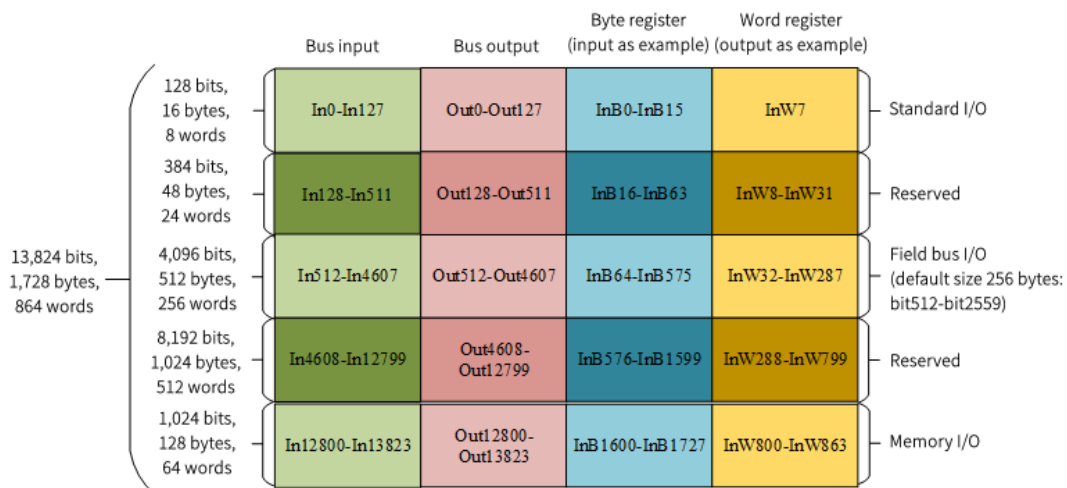 Bus input
Bus output
Byte register
(input as example)
Word register
(output as example)
13,824 bits,
1,728 bytes,
864 words
128 bits,
16 bytes,
8 words
In0-In127
Out0-Out127
InB0-InB15
InW7
Standard I/O
384 bits,
48 bytes,
24 words
In128-In511
Out128-Out511
InB16-InB63
InW8-InW31
Reserved
4,096 bits,
512 bytes,
256 words
In512-In4607
Out512-Out4607
InB64-InB575
InW32-InW287
Field bus I/O
(default size 256 bytes:
bit512-bit2559)
8,192 bits,
1,024 bytes,
512 words
In4608-In12799
Out4608-
Out12799
InB576-InB1599
InW288-InW799
Reserved
1,024 bits,
128 bytes,
64 words
In12800-In13823
Out12800-
Out13823
InB1600-InB1727
InW800-InW863
Memory I/O